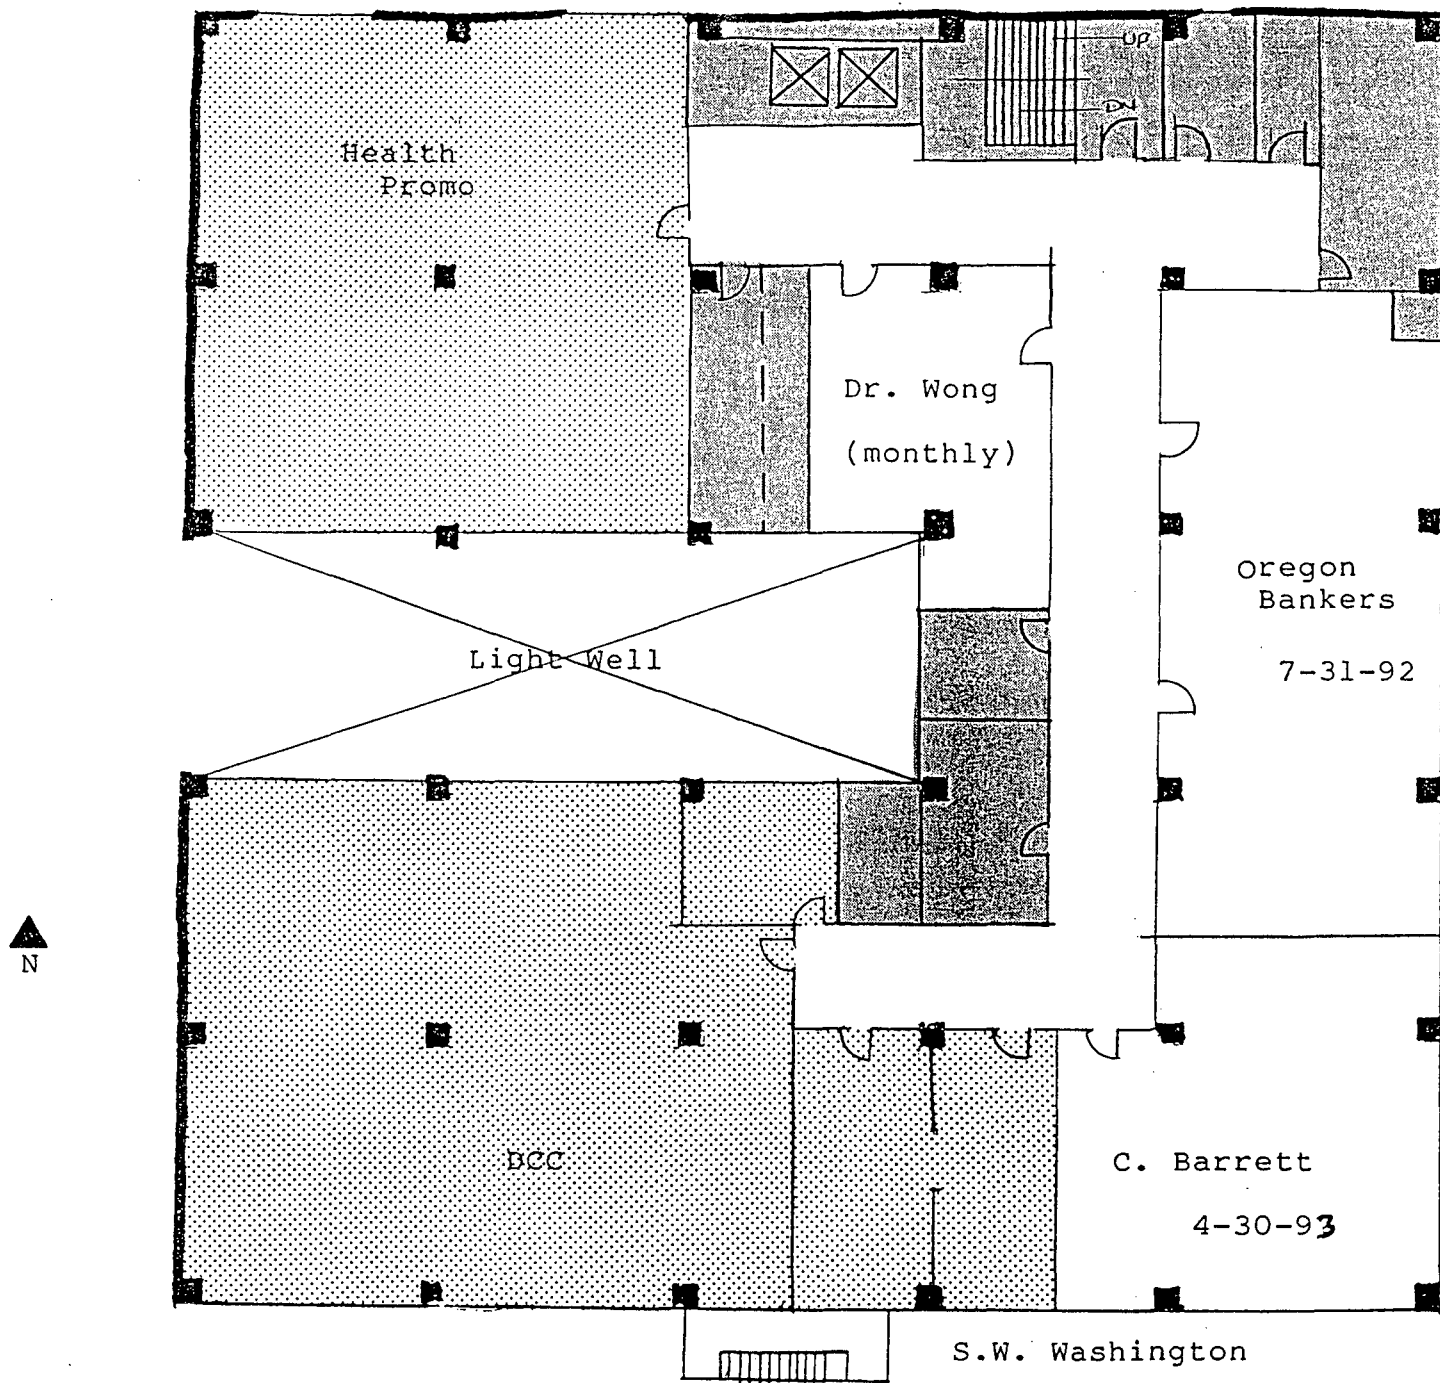 UP
DN
Health
Promo
Dr. Wong
(monthly)
Oregon
Bankers
7-31-92
Light Well
N
DCC
C. Barrett
4-30-93
S.W. Washington